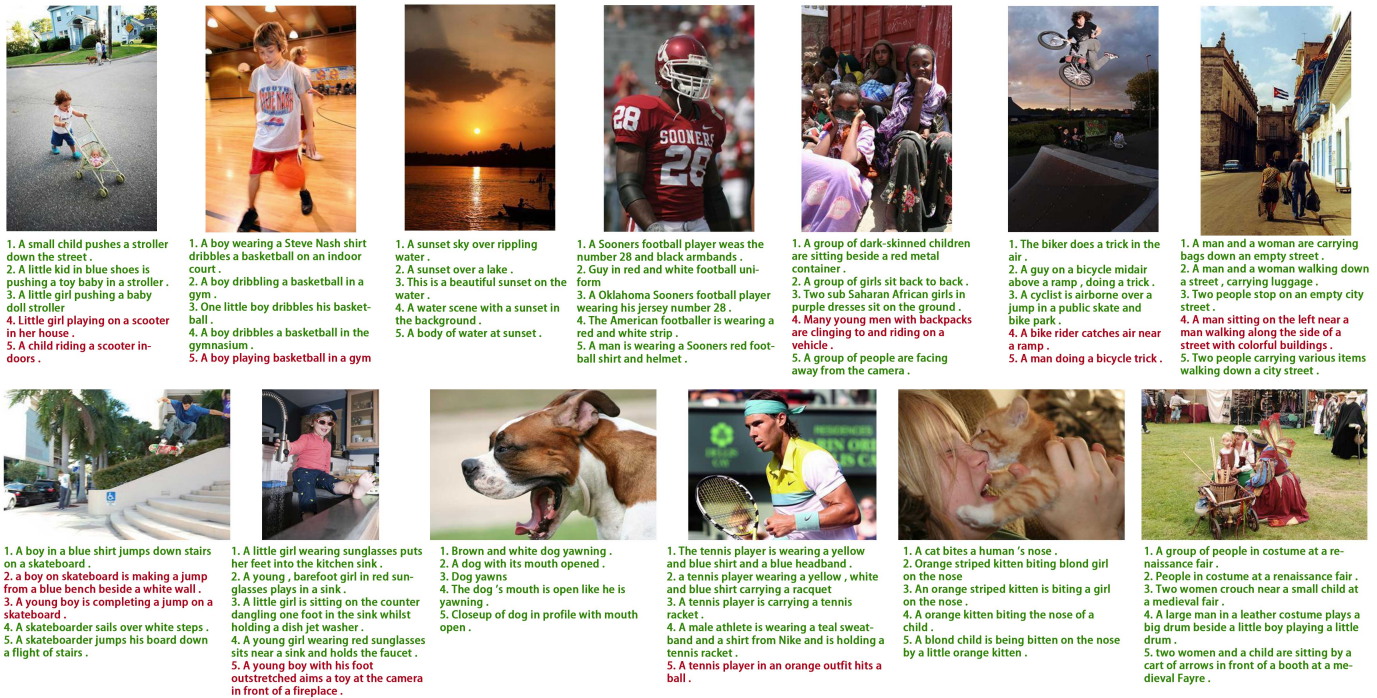 28
SOONERS
28
1. A small child pushes a stroller
down the street .
2. A little kid in blue shoes is
pushing a toy baby in a stroller .
3. A little girl pushing a baby
doll stroller
4. Little girl playing on a scooter
in her house .
5. A child riding a scooter in-
doors .
1. A boy wearing a Steve Nash shirt
dribbles a basketball on an indoor
court .
2. A boy dribbling a basketball in a
gym .
3. One little boy dribbles his basket-
ball .
4. A boy dribbles a basketball in the
gymnasium .
5. A boy playing basketball in a gym
1. A sunset sky over rippling
water .
2. A sunset over a lake .
3. This is a beautiful sunset on the
water .
4. A water scene with a sunset in
the background .
5. A body of water at sunset .
1. A Sooners football player weas the
number 28 and black armbands .
2. Guy in red and white football uni-
form
3. A Oklahoma Sooners football player
wearing his jersey number 28 .
4. The American footballer is wearing a
red and white strip .
5. A man is wearing a Sooners red foot-
ball shirt and helmet .
1. A group of dark-skinned children
are sitting beside a red metal
container .
2. A group of girls sit back to back .
3. Two sub Saharan African girls in
purple dresses sit on the ground .
4. Many young men with backpacks
are clinging to and riding on a
vehicle .
5. A group of people are facing
away from the camera .
1. The biker does a trick in the
air .
2. A guy on a bicycle midair
above a ramp , doing a trick .
3. A cyclist is airborne over a
jump in a public skate and
bike park .
4. A bike rider catches air near
a ramp .
5. A man doing a bicycle trick .
1. A man and a woman are carrying
bags down an empty street .
2. A man and a woman walking down
a street , carrying luggage .
3. Two people stop on an empty city
street .
4. A man sitting on the left near a
man walking along the side of a
street with colorful buildings .
5. Two people carrying various items
walking down a city street .
1. A boy in a blue shirt jumps down stairs
on a skateboard .
2. a boy on skateboard is making a jump
from a blue bench beside a white wall .
3. A young boy is completing a jump on a
skateboard .
4. A skateboarder sails over white steps .
5. A skateboarder jumps his board down
a flight of stairs .
1. A little girl wearing sunglasses puts
her feet into the kitchen sink .
2. A young , barefoot girl in red sun-
glasses plays in a sink .
3. A little girl is sitting on the counter
dangling one foot in the sink whilst
holding a dish jet washer .
4. A young girl wearing red sunglasses
sits near a sink and holds the faucet .
5. A young boy with his foot
outstretched aims a toy at the camera
in front of a fireplace .
1. Brown and white dog yawning .
2. A dog with its mouth opened .
3. Dog yawns
4. The dog 's mouth is open like he is
yawning .
5. Closeup of dog in profile with mouth
open .
1. The tennis player is wearing a yellow
and blue shirt and a blue headband .
2. a tennis player wearing a yellow , white
and blue shirt carrying a racquet
3. A tennis player is carrying a tennis
racket .
4. A male athlete is wearing a teal sweat-
band and a shirt from Nike and is holding a
tennis racket .
5. A tennis player in an orange outfit hits a
ball .
1. A cat bites a human 's nose .
2. Orange striped kitten biting blond girl
on the nose
3. An orange striped kitten is biting a girl
on the nose .
4. A orange kitten biting the nose of a
child .
5. A blond child is being bitten on the nose
by a little orange kitten .
1. A group of people in costume at a re-
naissance fair .
2. People in costume at a renaissance fair .
3. Two women crouch near a small child at
a medieval fair .
4. A large man in a leather costume plays a
big drum beside a little boy playing a little
drum .
5. two women and a child are sitting by a
cart of arrows in front of a booth at a me-
dieval Fayre .